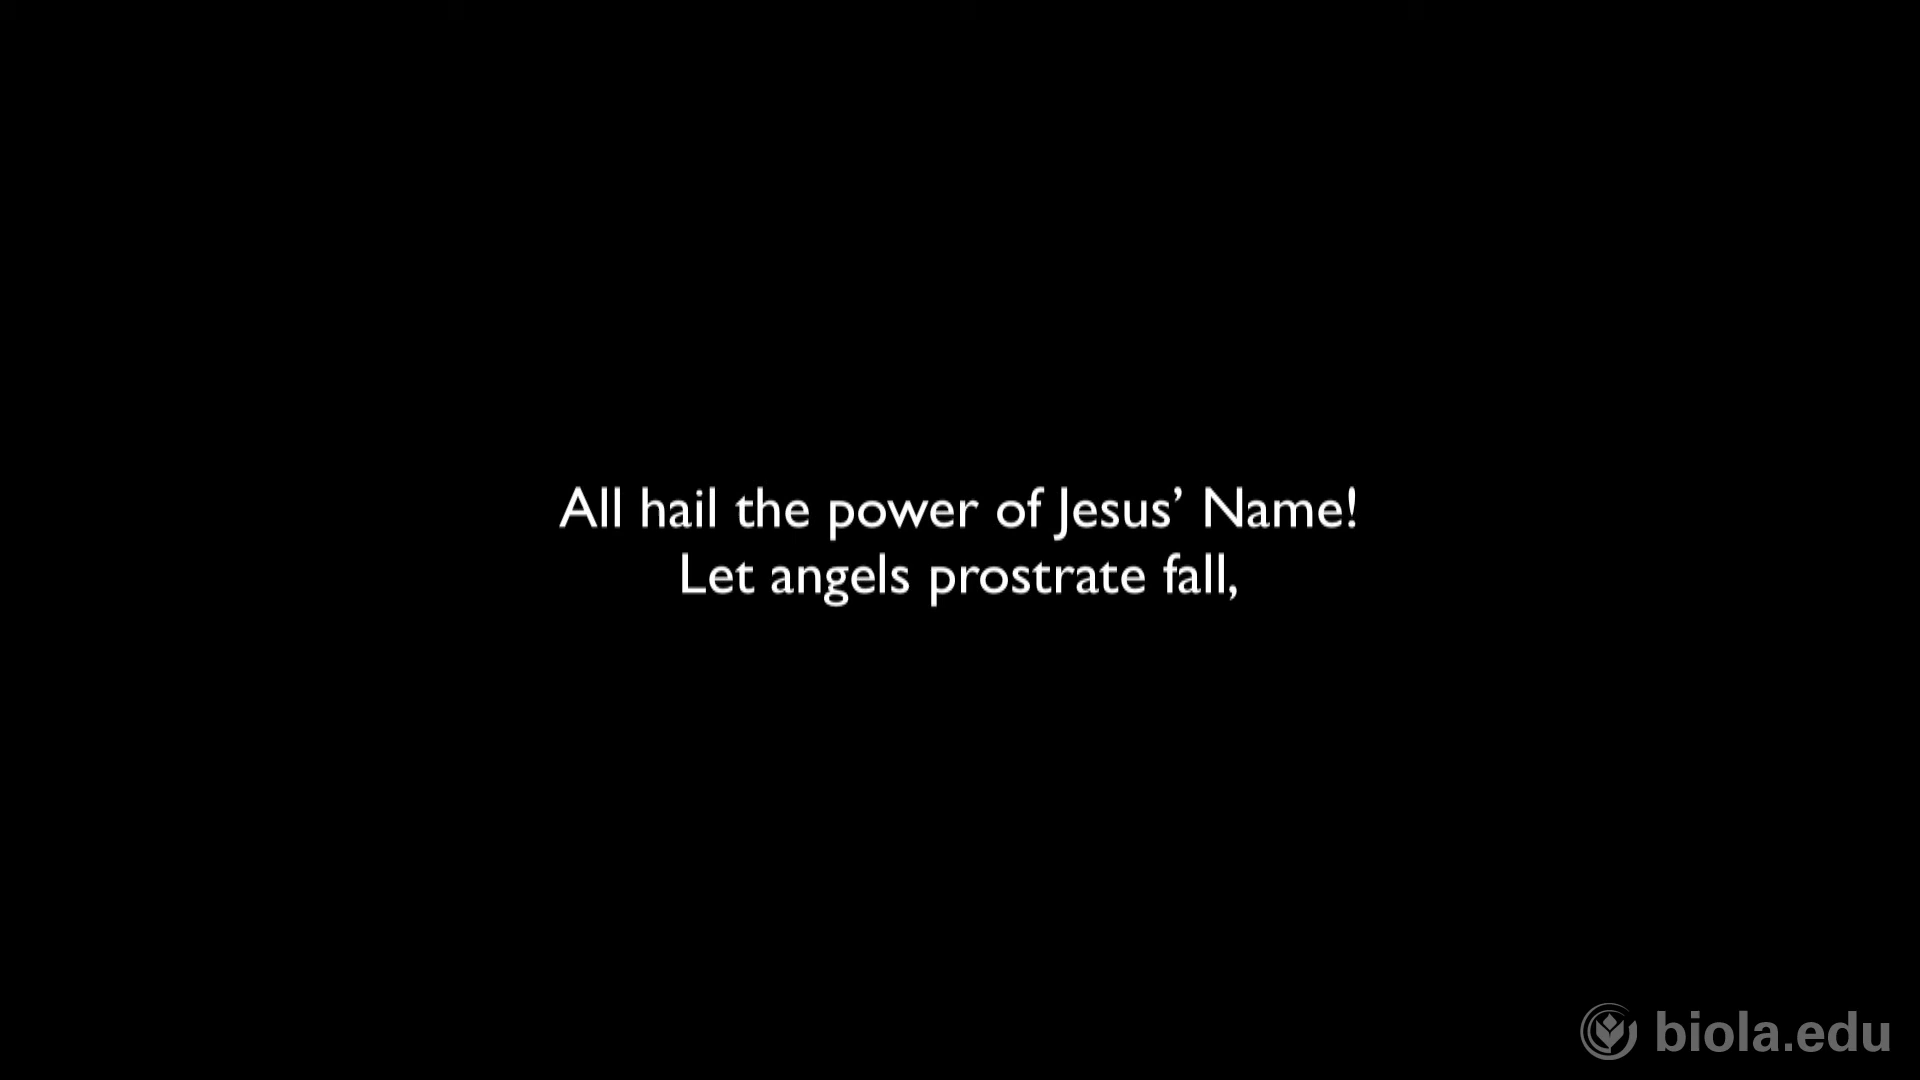 All hail the power of Jesus’ Name!
Let angels prostrate fall,
biola.edu